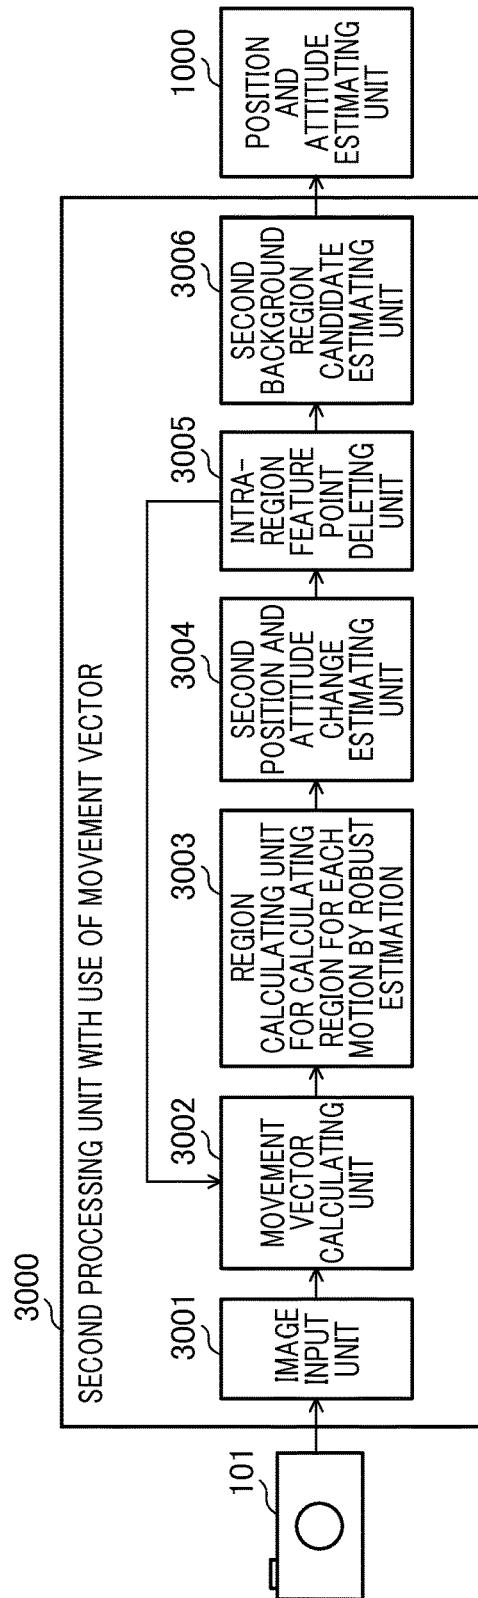 3000
SECOND PROCESSING UNIT WITH USE OF MOVEMENT VECTOR
101
3001
IMAGE
INPUT
UNIT
3002
MOVEMENT
VECTOR
CALCULATING
UNIT
3003
REGION
CALCULATING UNIT
FOR CALCULATING
REGION FOR EACH
MOTION BY ROBUST
ESTIMATION
3004
SECOND
POSITION AND
ATTITUDE
CHANGE
ESTIMATING
UNIT
3005
INTRA-
REGION
FEATURE
POINT
DELETING
UNIT
3006
SECOND
BACKGROUND
REGION
CANDIDATE
ESTIMATING
UNIT
1000
POSITION
AND
ATTITUDE
ESTIMATING
UNIT